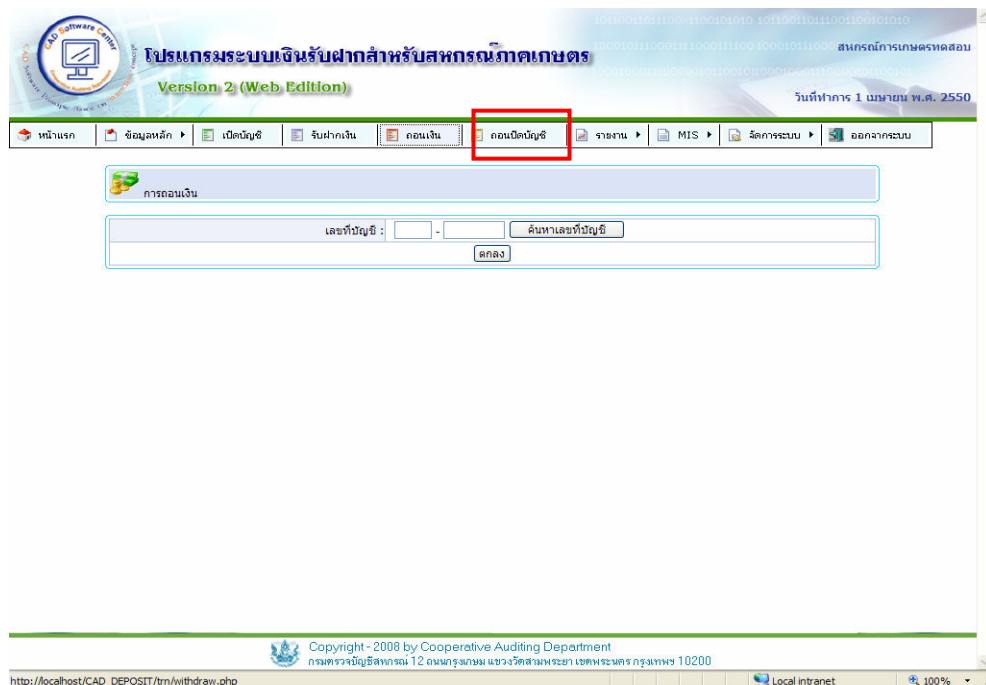 CAD Software Center
โปรแกรมระบบเงินรับฝากสำหรับสหกรณ์ภาคเกษตร
Version 2 (Web Edition)
สหกรณ์การเกษตรทดสอบ
วันที่ทำการ 1 เมษายน พ.ศ. 2550
หน้าแรก ข้อมูลหลัก เปิดบัญชี รับฝากเงิน ถอนเงิน ถอนปิดบัญชี รายงาน MIS จัดการระบบ ออกจากระบบ
การถอนเงิน
เลขที่บัญชี : - ค้นหาเลขที่บัญชี
ตกลง
Copyright - 2008 by Cooperative Auditing Department
กรมตรวจบัญชีสหกรณ์ 12 ถนนกรุงเกษม แขวงวัดสามพระยา เขตพระนคร กรุงเทพฯ 10200
http://localhost/CAD_DEPOSIT/trn/withdraw.php Local intranet 100%